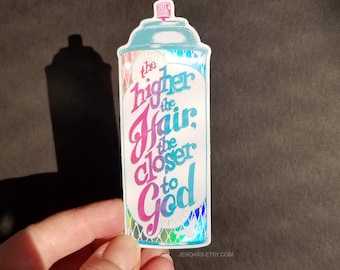 the
higher
the
Hair,
the
closer
to
God
JENOAKS.ETSY.COM